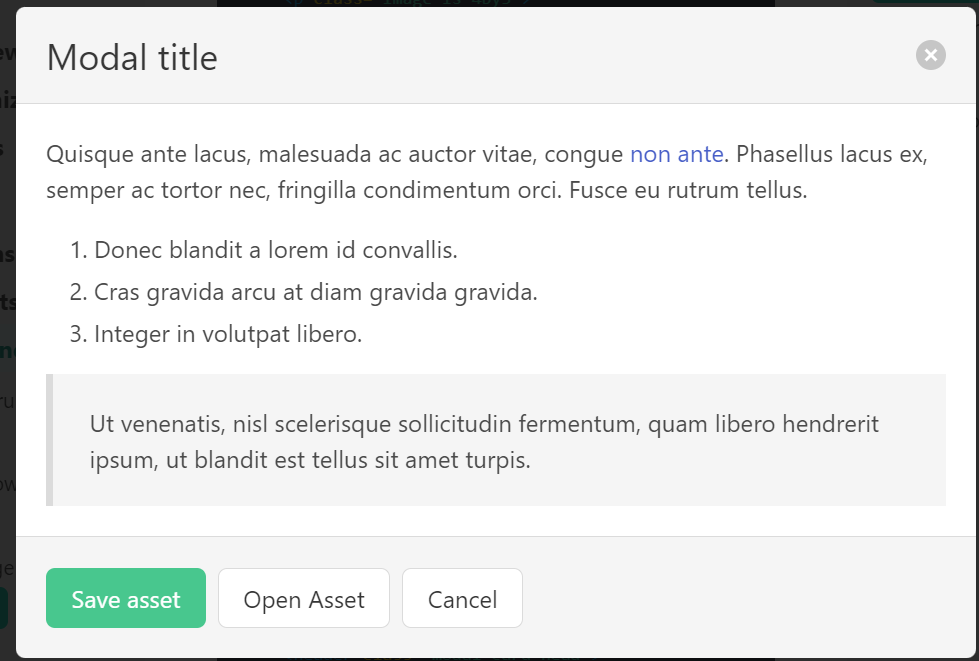 Modal title
Quisque ante lacus, malesuada ac auctor vitae, congue non ante. Phasellus lacus ex,
semper ac tortor nec, fringilla condimentum orci. Fusce eu rutrum tellus.
1. Donec blandit a lorem id convallis.
2. Cras gravida arcu at diam gravida gravida.
3. Integer in volutpat libero.
Ut venenatis, nisl scelerisque sollicitudin fermentum, quam libero hendrerit
ipsum, ut blandit est tellus sit amet turpis.
Save asset
Open Asset
Cancel